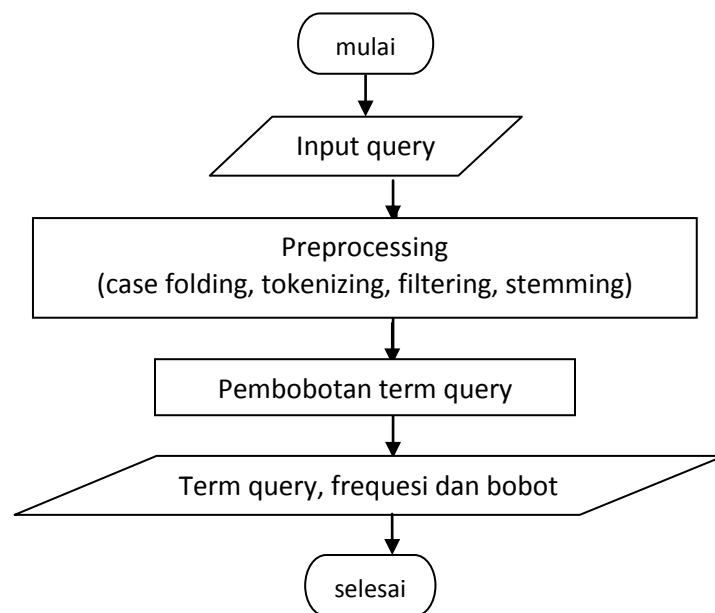 mulai
Input query
Preprocessing
(case folding, tokenizing, filtering, stemming)
Pembobotan term query
Term query, frequesi dan bobot
selesai